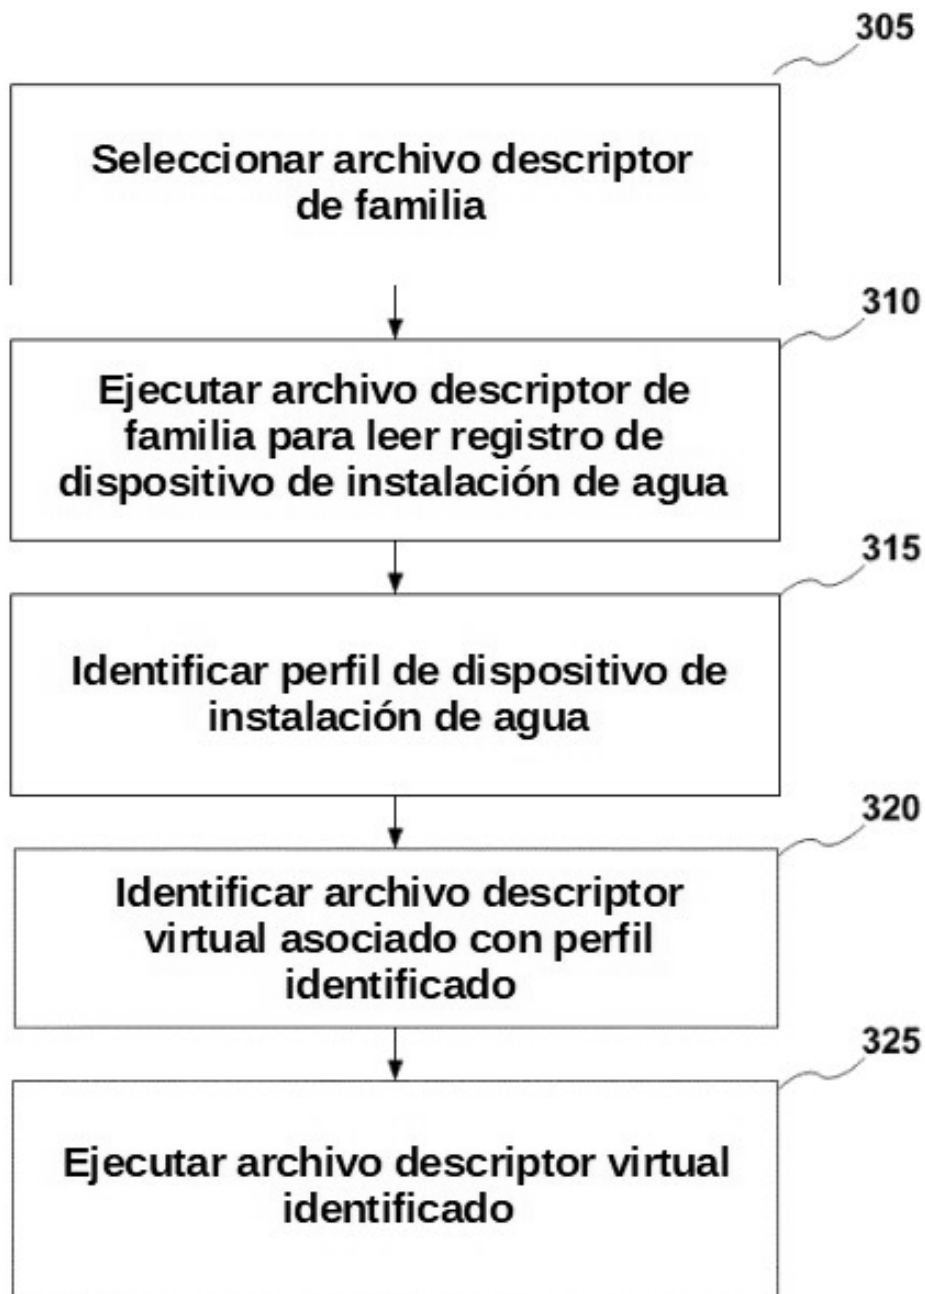 305
Seleccionar archivo descriptor
de familia
310
Ejecutar archivo descriptor de
familia para leer registro de
dispositivo de instalación de agua
315
Identificar perfil de dispositivo de
instalación de agua
320
Identificar archivo descriptor
virtual asociado con perfil
identificado
325
Ejecutar archivo descriptor virtual
identificado